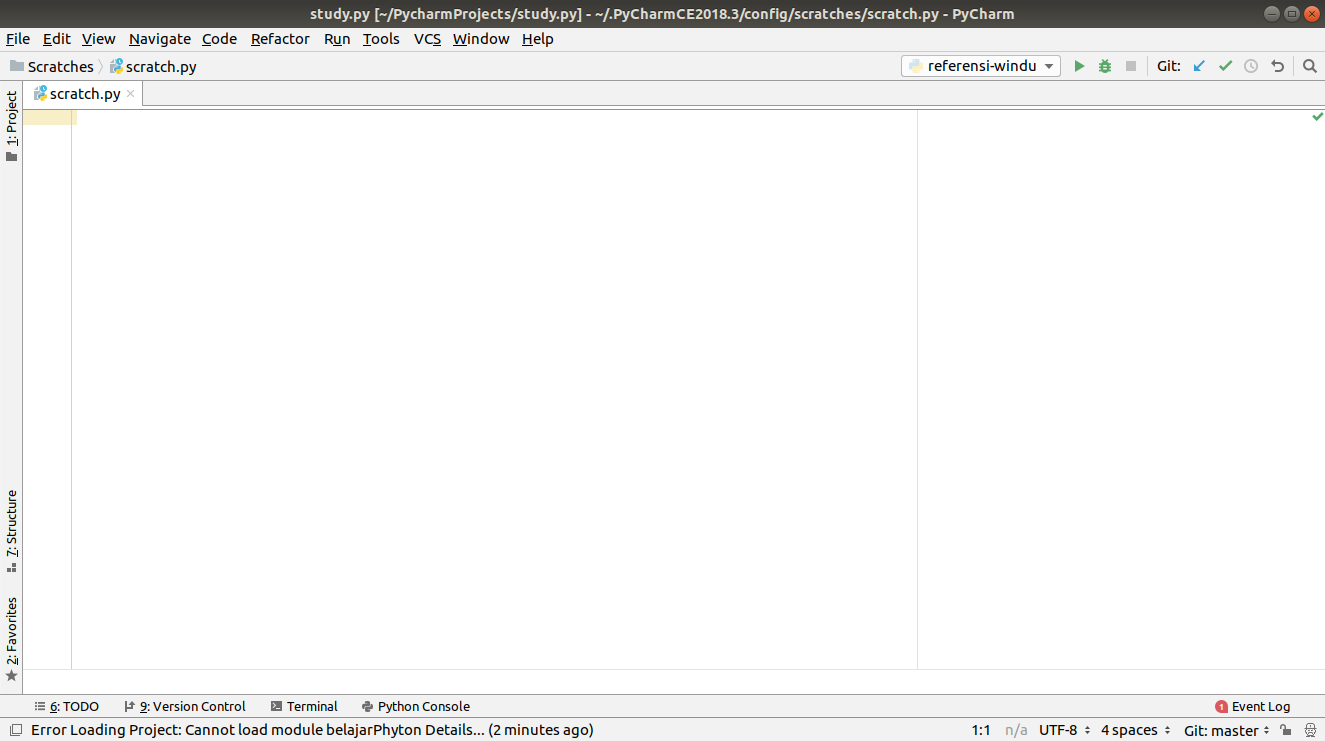 study.py [~/PycharmProjects/study.py] - ~/.PyCharmCE2018.3/config/scratches/scratch.py - PyCharm
File Edit View Navigate Code Refactor Run Tools VCS Window Help
Scratches scratch.py referensi-windu Git:
scratch.py
1: Project
7: Structure
2: Favorites
6: TODO 9: Version Control Terminal Python Console 1 Event Log
Error Loading Project: Cannot load module belajarPhyton Details... (2 minutes ago) 1:1 n/a UTF-8 4 spaces Git: master